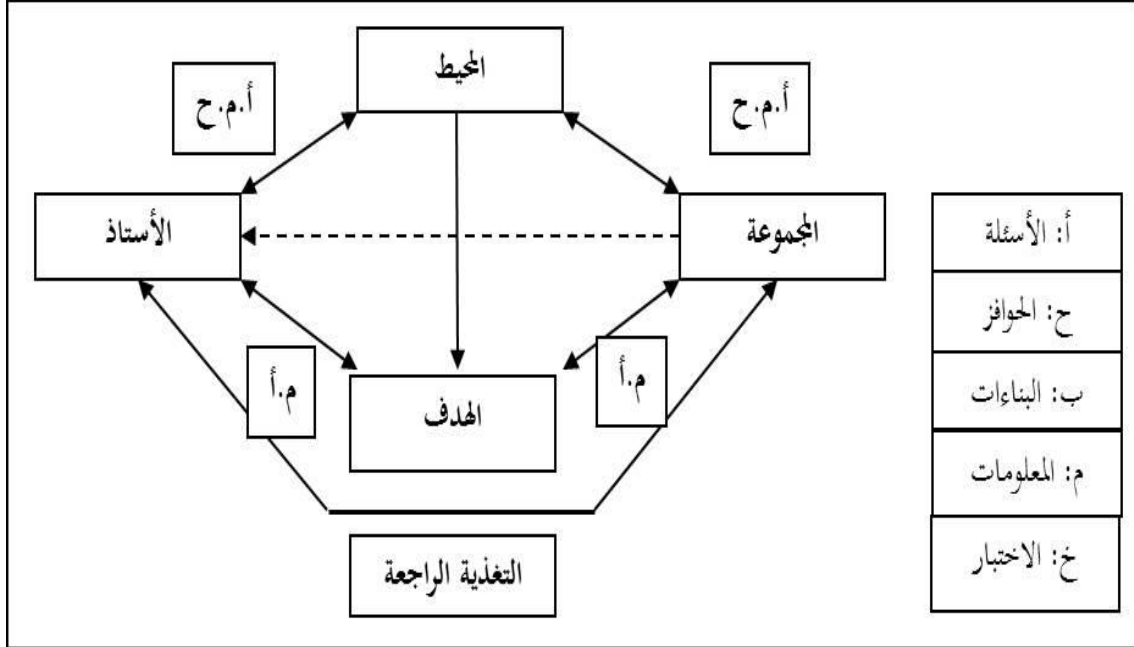 المحيط
أ.م.ح
أ.م.ح
المجموعة
الأستاذ
م.أ
م.أ
الهدف
التغذية الراجعة
أ: الأسئلة
ح: الحوافز
ب: البناءات
م: المعلومات
خ: الاختبار